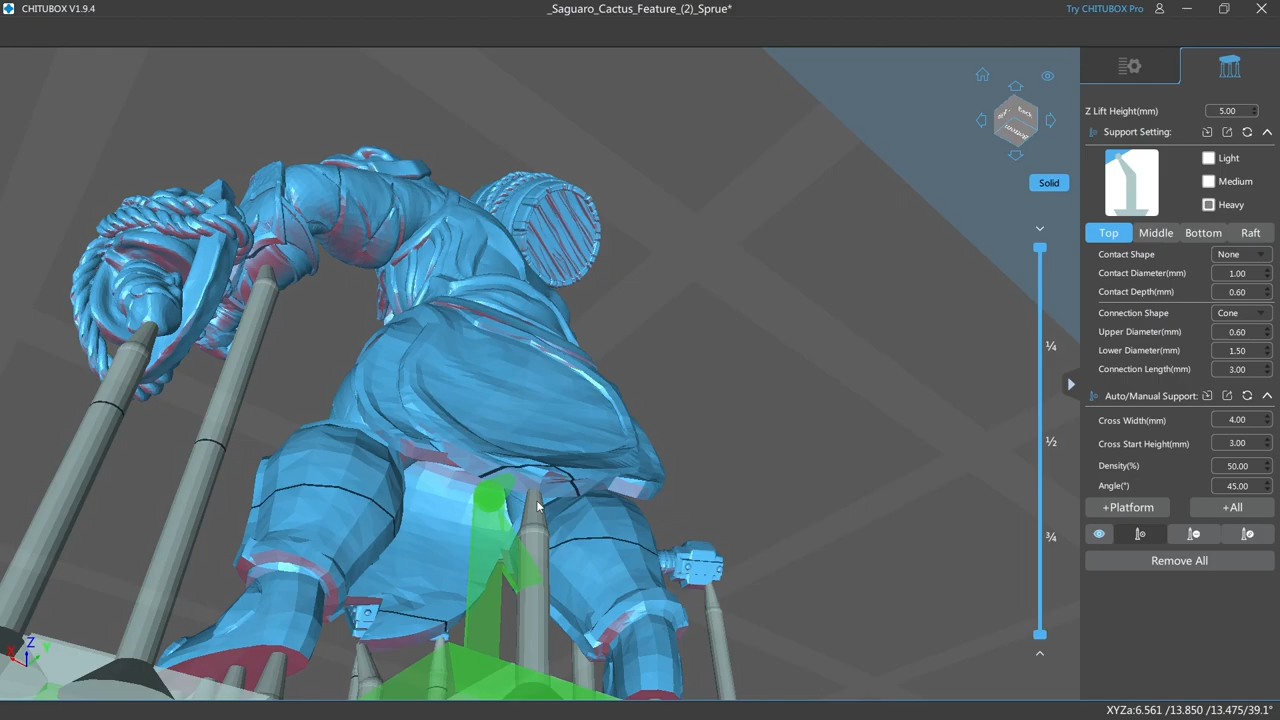 CHITUBOX V1.9.4
_Saguaro_Cactus_Feature_(2)_Sprue*
Try CHITUBOX Pro
Z Lift Height(mm) 5.00
Support Setting:
Light
Medium
Heavy
Top Middle Bottom Raft
Contact Shape None
Contact Diameter(mm) 1.00
Contact Depth(mm) 0.60
Connection Shape Cone
Upper Diameter(mm) 0.60
Lower Diameter(mm) 1.50
Connection Length(mm) 3.00
Auto/Manual Support:
Cross Width(mm) 4.00
Cross Start Height(mm) 3.00
Density(%) 50.00
Angle(°) 45.00
+Platform +All
Remove All
Back
Solid
¼
½
¾
Z
X
Y
XYZa:6.561 /13.850 /13.475/39.1°